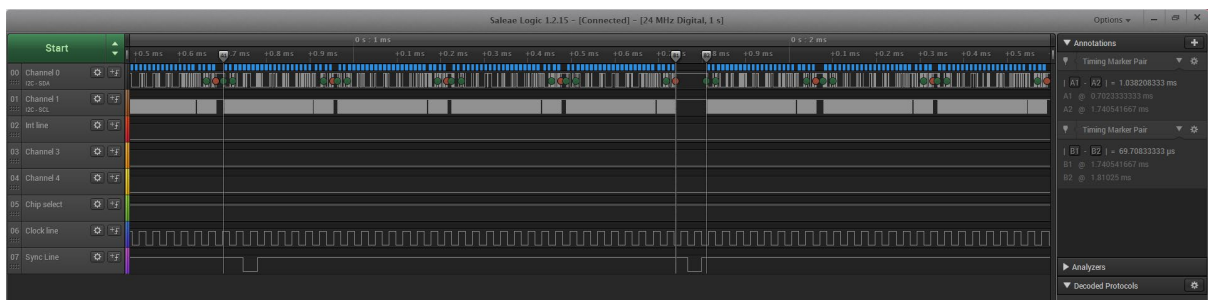 Saleae Logic 1.2.15 – [Connected] – [24 MHz Digital, 1 s]
Options
Start
0 s : 1 ms
0 s : 2 ms
+0.5 ms +0.6 ms +0.8 ms +0.9 ms +0.1 ms +0.2 ms +0.3 ms +0.4 ms +0.5 ms +0.6 ms +0.9 ms +0.1 ms +0.2 ms +0.3 ms +0.4 ms +0.5 ms
00 Channel 0
I2C - SDA
01 Channel 1
I2C - SCL
02 Int line
03 Channel 3
04 Channel 4
05 Chip select
06 Clock line
07 Sync Line
Annotations
Timing Marker Pair
| A1 - A2 | = 1.038208333 ms
A1 @ 0.7023333333 ms
A2 @ 1.740541667 ms
Timing Marker Pair
| B1 - B2 | = 69.70833333 µs
B1 @ 1.740541667 ms
B2 @ 1.81025 ms
Analyzers
Decoded Protocols